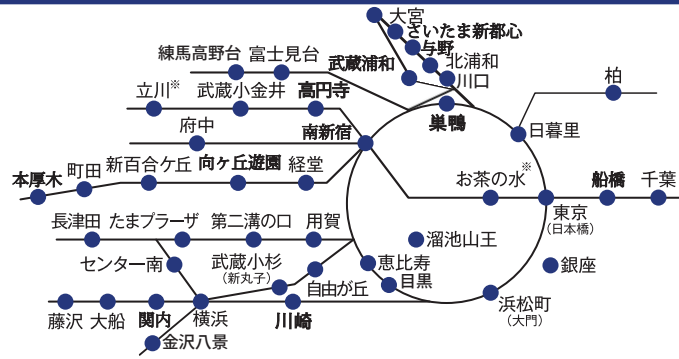 大宮
さいたま新都心
与野
北浦和
川口
武蔵浦和
練馬高野台
富士見台
立川※
武蔵小金井
高円寺
巣鴨
柏
日暮里
府中
南新宿
本厚木
町田
新百合ケ丘
向ケ丘遊園
経堂
お茶の水※
東京
(日本橋)
船橋
千葉
長津田
たまプラーザ
第二溝の口
用賀
溜池山王
センター南
武蔵小杉
(新丸子)
自由が丘
恵比寿
目黒
銀座
浜松町
(大門)
藤沢
大船
関内
横浜
川崎
金沢八景